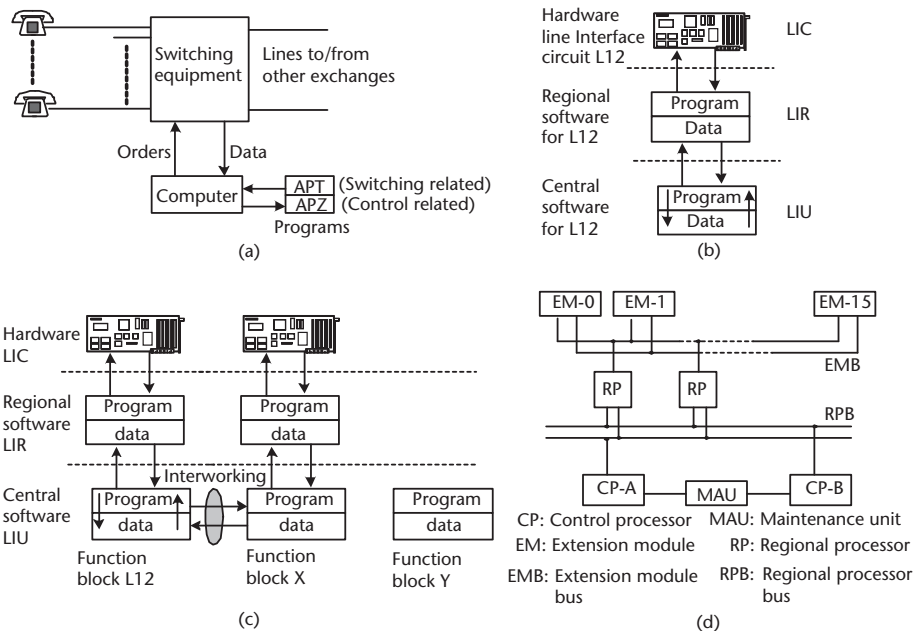 Switching
equipment
Lines to/from
other exchanges
Orders
Data
Computer
APT
(Switching related)
APZ
(Control related)
Programs
(a)
Hardware
line Interface
circuit L12
LIC
Regional
software
for L12
Program
Data
LIR
Central
software
for L12
Program
Data
LIU
(b)
Hardware
LIC
Regional
software
LIR
Program
data
Program
data
Interworking
Central
software
LIU
Program
data
Program
data
Program
data
Function
block L12
Function
block X
Function
block Y
(c)
EM-0
EM-1
EM-15
EMB
RP
RP
RPB
CP-A
MAU
CP-B
CP: Control processor
MAU: Maintenance unit
EM: Extension module
RP: Regional processor
EMB: Extension module
bus
RPB: Regional processor
bus
(d)